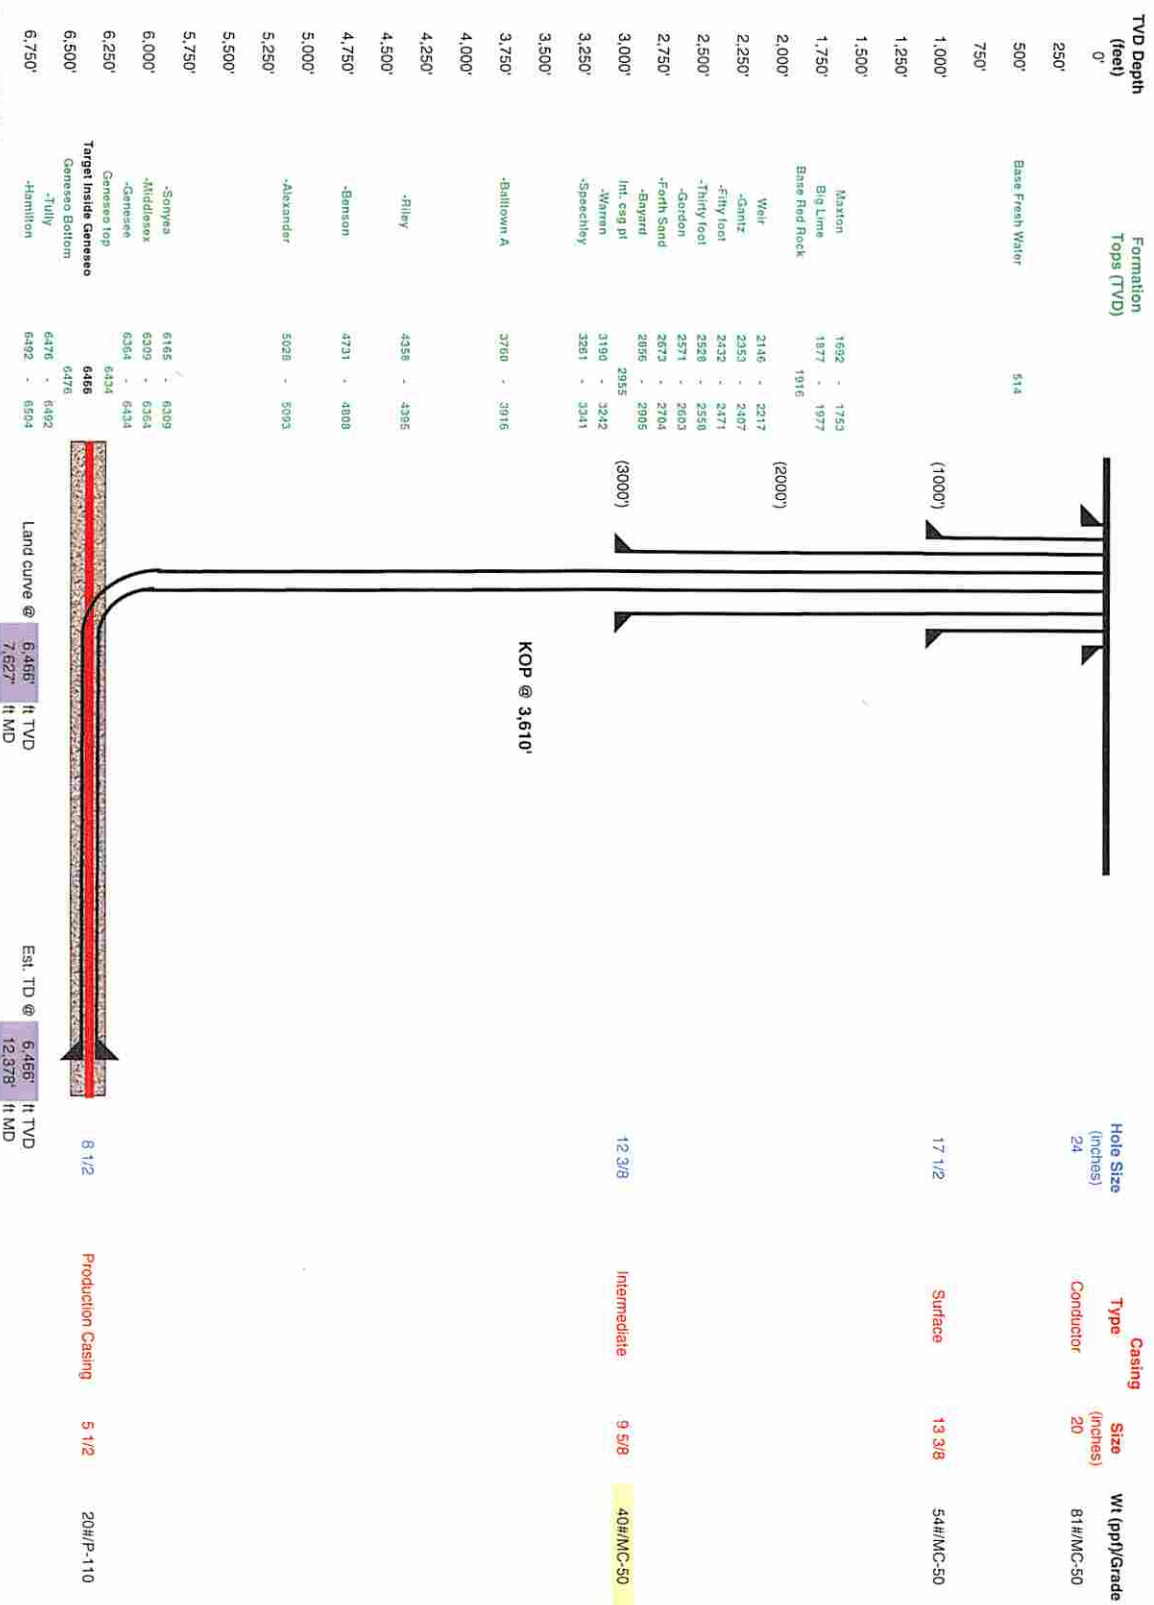 TVD Depth
(feet)
Formation
Tops (TVD)
Hole Size
(inches)
Casing
Type
Size
(inches)
Wt (ppf)/Grade
0'
250'
24
Conductor
20
81#/MC-50
500'
Base Fresh Water 514
750'
1,000'
(1000')
17 1/2
Surface
13 3/8
54#/MC-50
1,250'
1,500'
Maxton 1692 - 1753
1,750'
Big Lime 1877 - 1977
Base Red Rock 1916
2,000'
(2000')
Weir 2146 - 2217
2,250'
-Gantz 2353 - 2407
-Fifty foot 2432 - 2471
2,500'
-Thirty foot 2528 - 2558
-Gordon 2571 - 2603
2,750'
-Forth Sand 2673 - 2704
-Bayard 2856 - 2905
3,000'
Int. csg pt 2955
(3000')
12 3/8
Intermediate
9 5/8
40#/MC-50
-Warren 3190 - 3242
3,250'
-Speechley 3261 - 3341
3,500'
KOP @ 3,610'
3,750'
-Balltown A 3760 - 3916
4,000'
4,250'
-Riley 4358 - 4395
4,500'
4,750'
-Benson 4731 - 4808
5,000'
-Alexander 5028 - 5093
5,250'
5,500'
5,750'
-Sonyea 6165 - 6309
6,000'
-Middlesex 6309 - 6364
-Genesee 6364 - 6434
6,250'
Geneseo top 6434
Target Inside Geneseo 6466
8 1/2
Production Casing
5 1/2
20#/P-110
6,500'
Geneseo Bottom 6476
-Tully 6476 - 6492
6,750'
-Hamilton 6492 - 6504
Land curve @ 6,466' ft TVD
7,627' ft MD
Est. TD @ 6,466' ft TVD
12,378' ft MD